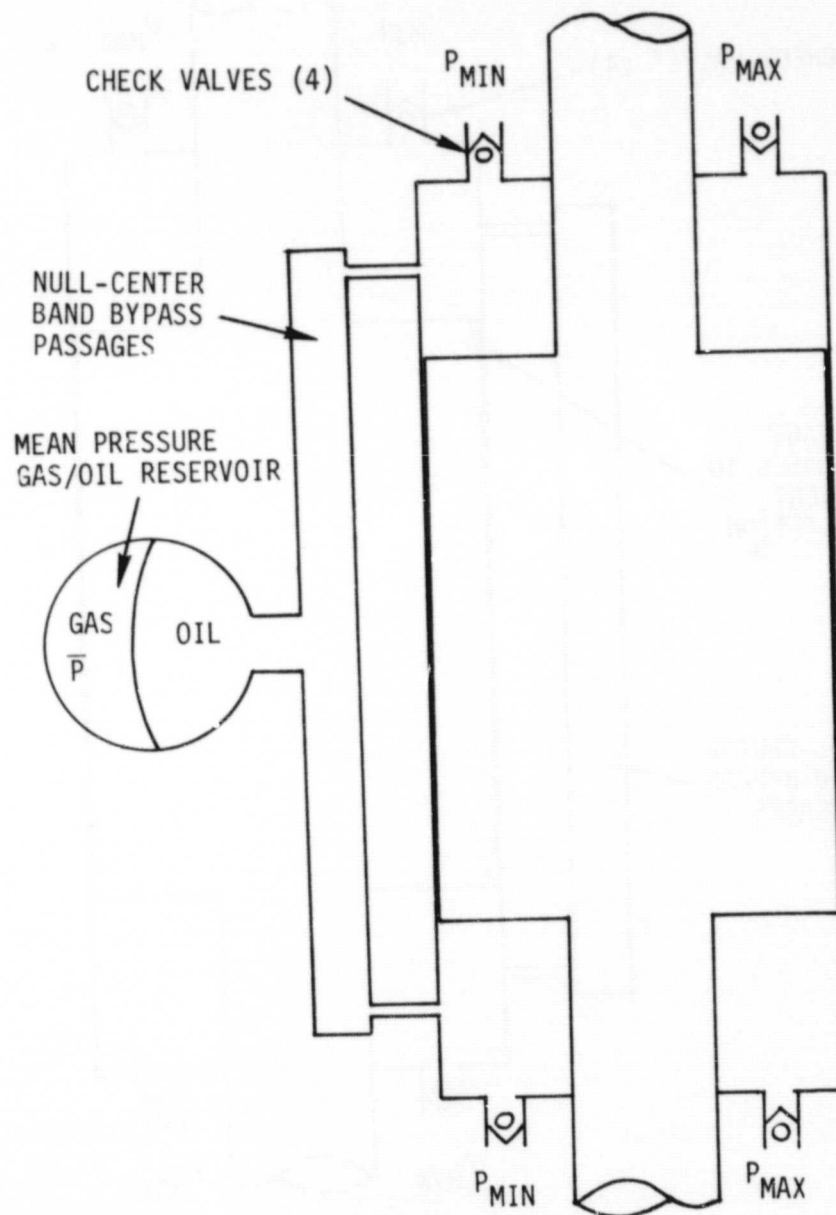 CHECK VALVES (4)
P MIN
P MAX
NULL-CENTER
BAND BYPASS
PASSAGES
MEAN PRESSURE
GAS/OIL RESERVOIR
GAS
P̅
OIL
P MIN
P MAX